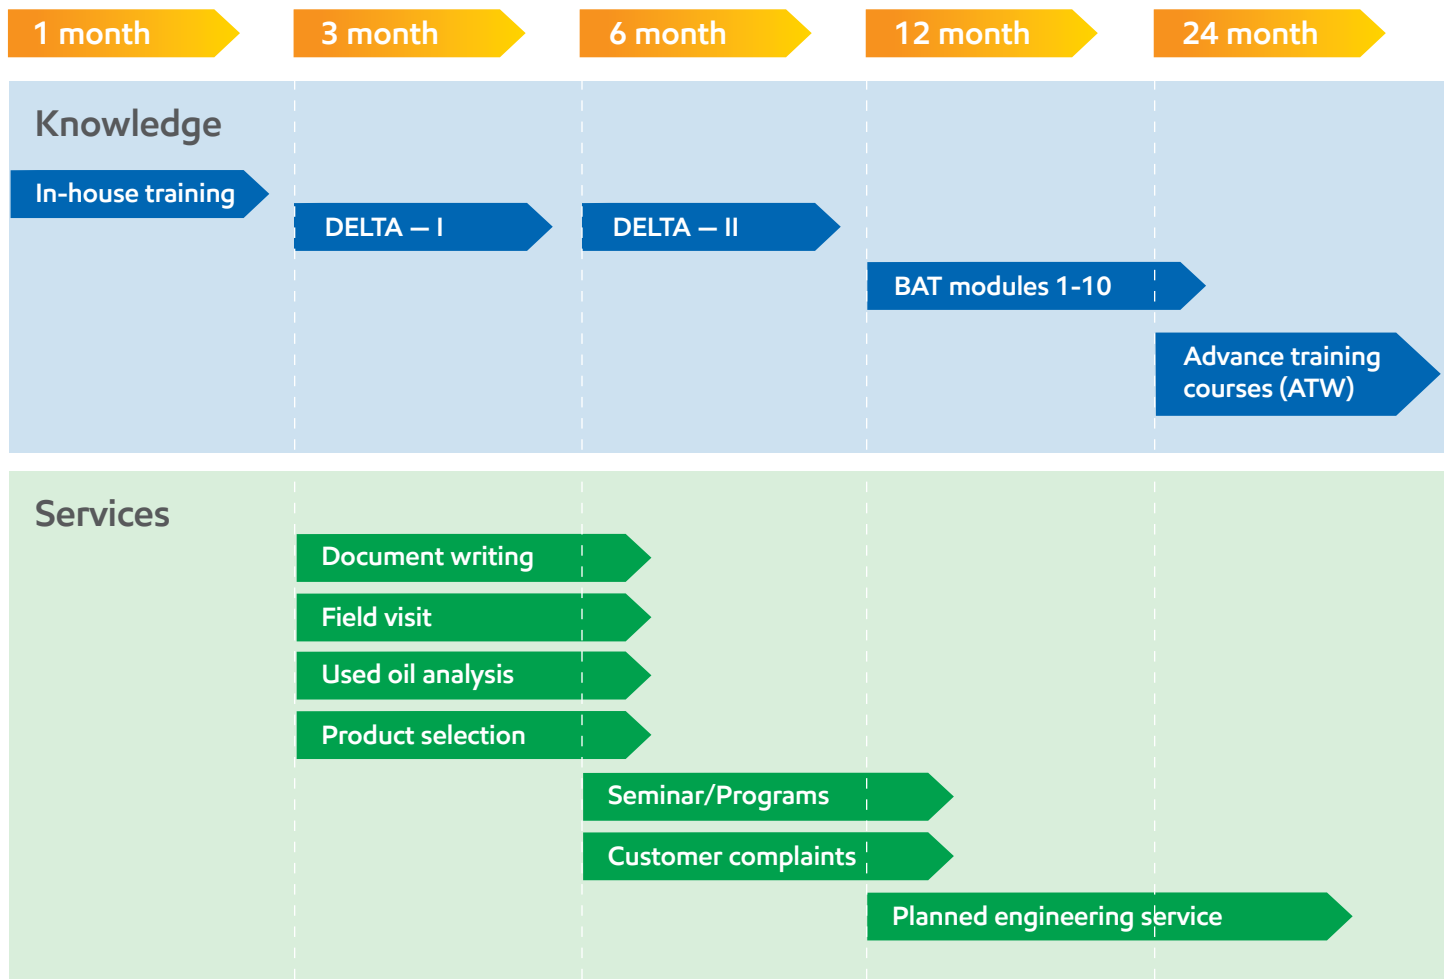 1 month
3 month
6 month
12 month
24 month
Knowledge
In-house training
DELTA – I
DELTA – II
BAT modules 1-10
Advance training
courses (ATW)
Services
Document writing
Field visit
Used oil analysis
Product selection
Seminar/Programs
Customer complaints
Planned engineering service